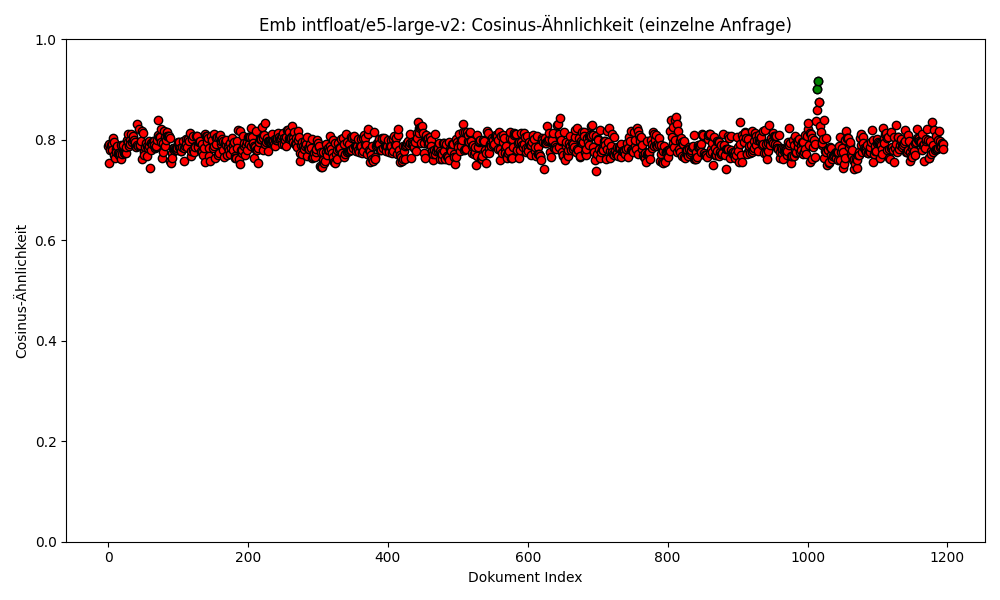 Emb intfloat/e5-large-v2: Cosinus-Ähnlichkeit (einzelne Anfrage)
1.0
0.8
0.6
0.4
0.2
0.0
Cosinus-Ähnlichkeit
0 200 400 600 800 1000 1200
Dokument Index